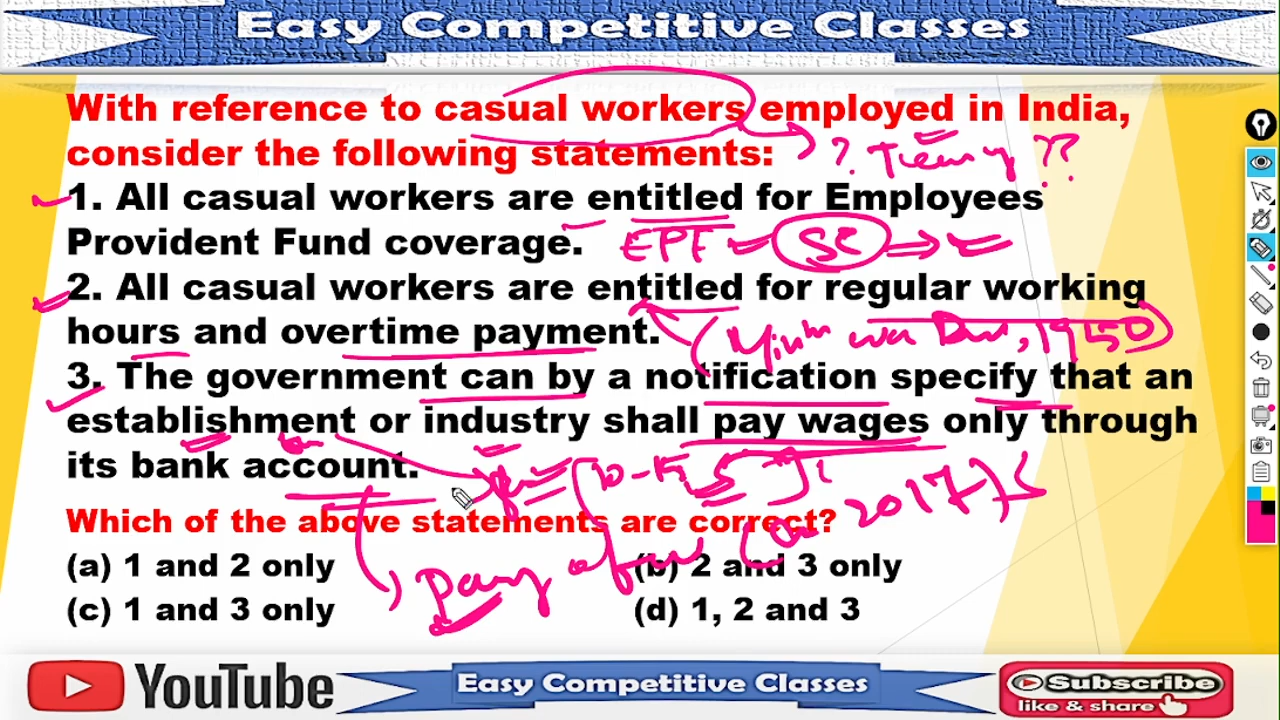 Easy Competitive Classes
With reference to casual workers employed in India,
consider the following statements:
? ??
1. All casual workers are entitled for Employees
Provident Fund coverage. EPF
2. All casual workers are entitled for regular working
hours and overtime payment.
1950
3. The government can by a notification specify that an
establishment or industry shall pay wages only through
its bank account.
2017
Which of the above statements are correct?
(a) 1 and 2 only (b) 2 and 3 only
Pay
(c) 1 and 3 only (d) 1, 2 and 3
YouTube Easy Competitive Classes Subscribe
like & share